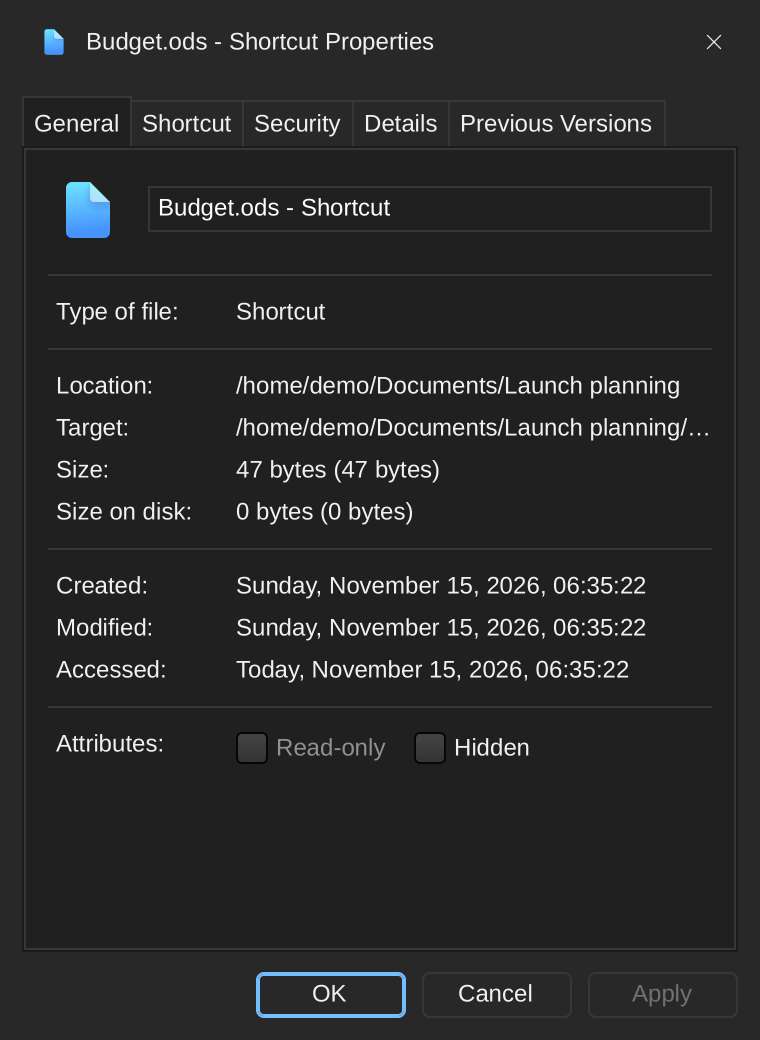 Budget.ods - Shortcut Properties
General Shortcut Security Details Previous Versions
Budget.ods - Shortcut
Type of file: Shortcut
Location: /home/demo/Documents/Launch planning
Target: /home/demo/Documents/Launch planning/…
Size: 47 bytes (47 bytes)
Size on disk: 0 bytes (0 bytes)
Created: Sunday, November 15, 2026, 06:35:22
Modified: Sunday, November 15, 2026, 06:35:22
Accessed: Today, November 15, 2026, 06:35:22
Attributes: Read-only Hidden
OK Cancel Apply